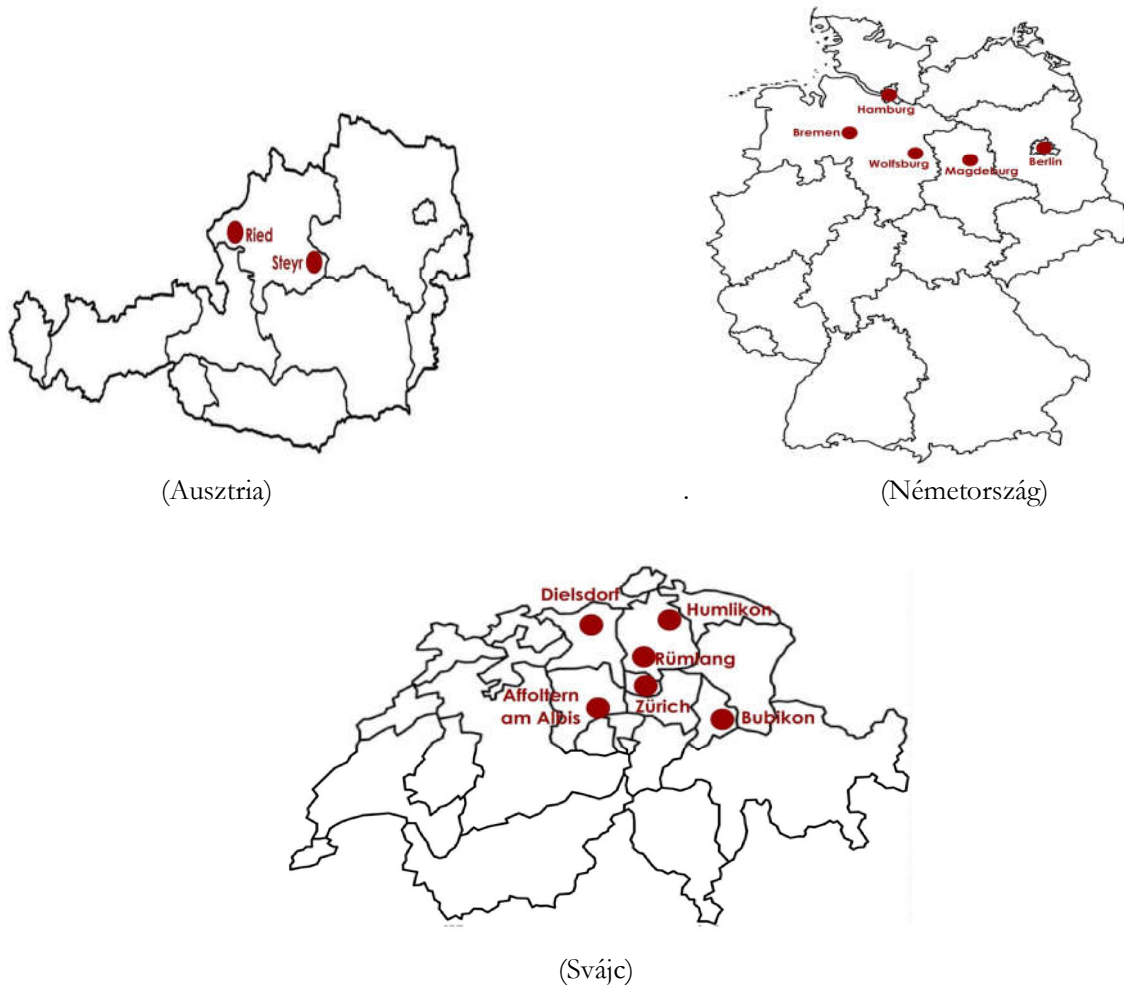 Hamburg
Bremen
Wolfsburg
Magdeburg
Berlin
Ried
Steyr
(Ausztria)
.
(Németország)
Dielsdorf
Humlikon
Rümlang
Affoltern
am Albis
Zürich
Bubikon
(Svájc)